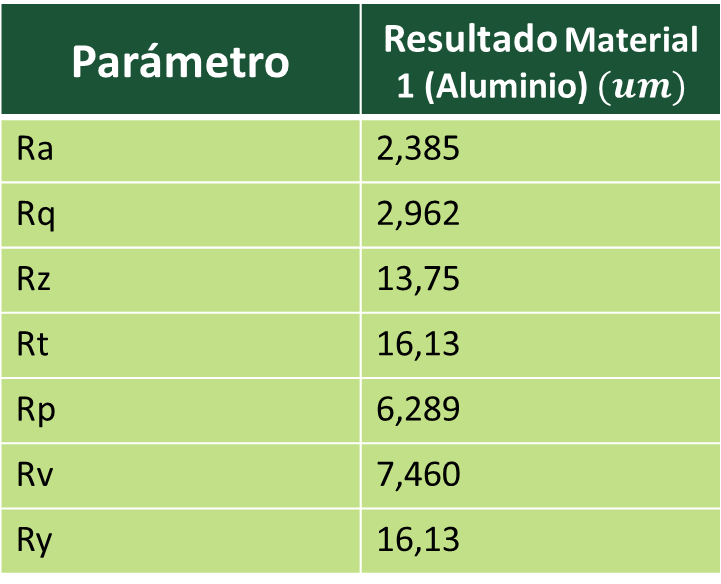 Parámetro
Resultado Material
1 (Aluminio) (um)
Ra 2,385
Rq 2,962
Rz 13,75
Rt 16,13
Rp 6,289
Rv 7,460
Ry 16,13